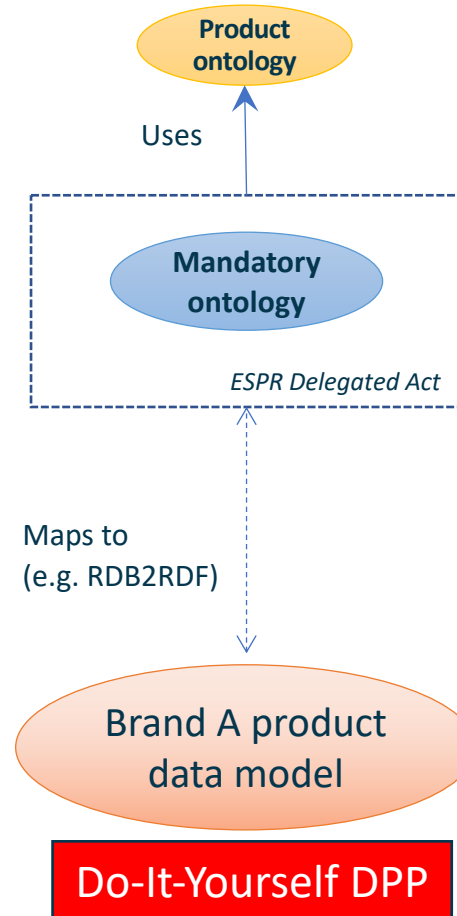 Product
ontology
Uses
Mandatory
ontology
ESPR Delegated Act
Maps to
(e.g. RDB2RDF)
Brand A product
data model
Do-It-Yourself DPP